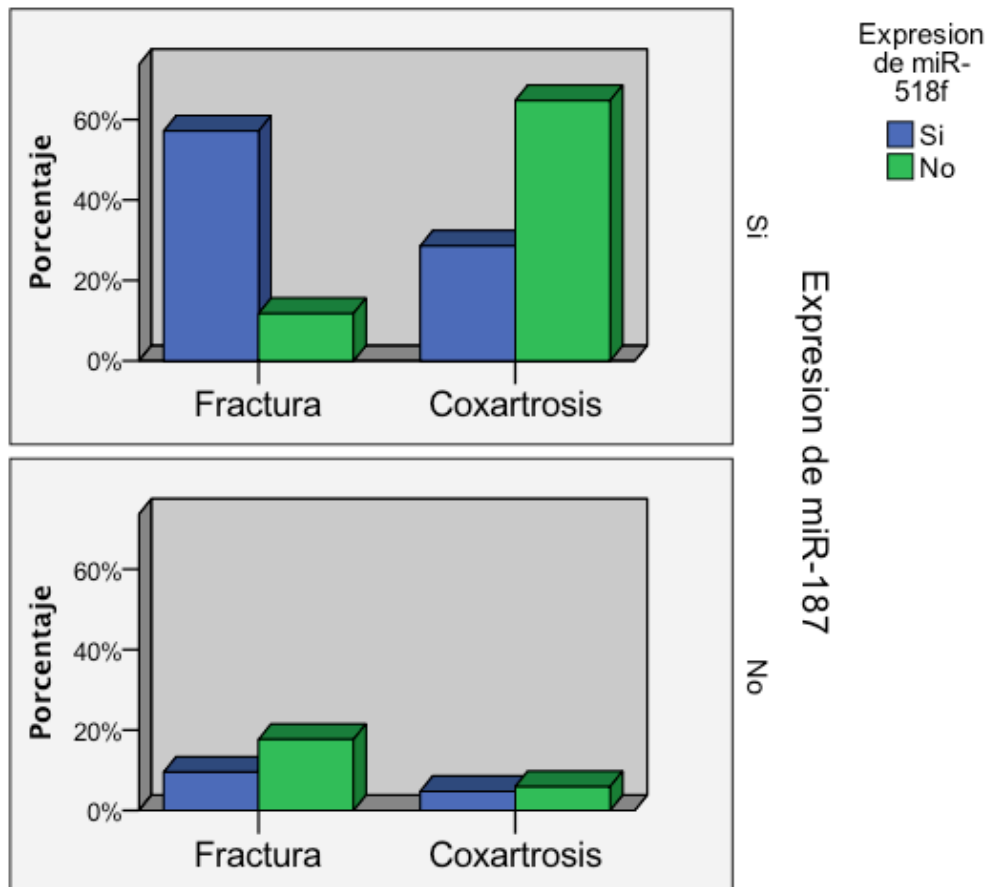 Expresion
de miR-
518f
Si
No
Porcentaje
60%
40%
20%
0%
Fractura
Coxartrosis
Si
Expresion de miR-187
Porcentaje
60%
40%
20%
0%
Fractura
Coxartrosis
No